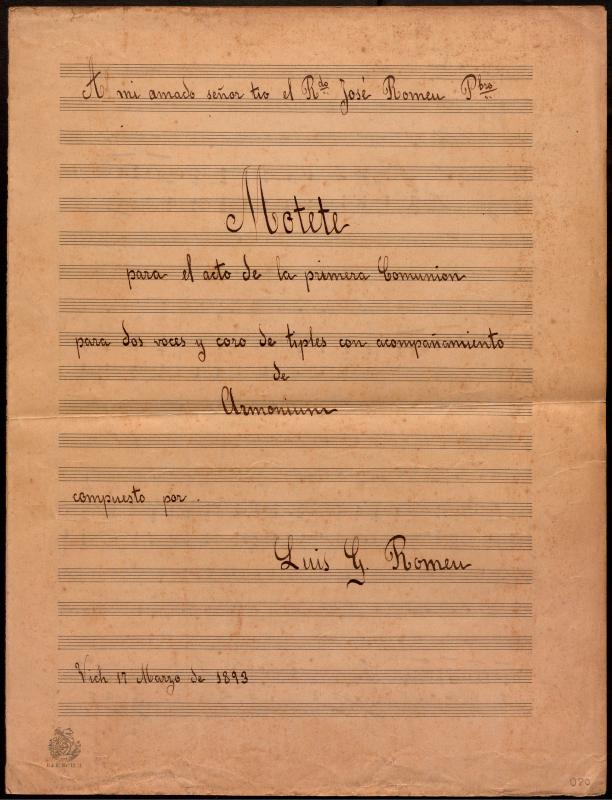 A mi amado señor tio el Rdo José Romeu Pbro
Motete
para el acto de la primera Comunion
para dos voces y coro de tiples con acompañamiento
de
Armonium
compuesto por.
Luis G. Romeu
Vich 17 Marzo de 1893
020